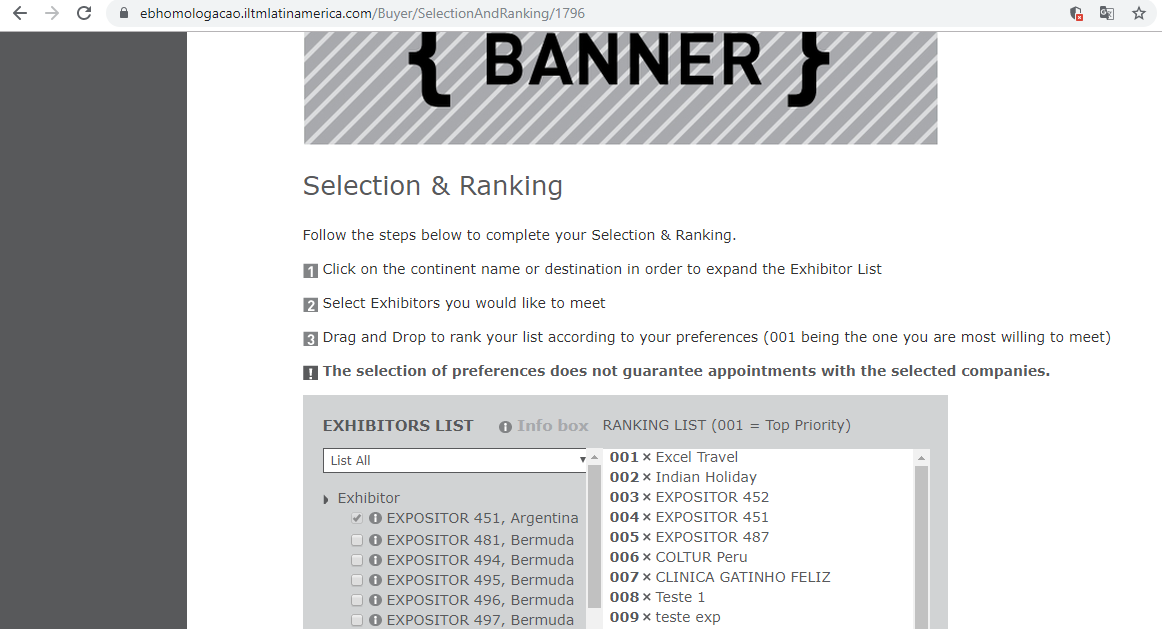 ebhomologacao.iltmlatinamerica.com/Buyer/SelectionAndRanking/1796
{ BANNER }
Selection & Ranking
Follow the steps below to complete your Selection & Ranking.
1 Click on the continent name or destination in order to expand the Exhibitor List
2 Select Exhibitors you would like to meet
3 Drag and Drop to rank your list according to your preferences (001 being the one you are most willing to meet)
! The selection of preferences does not guarantee appointments with the selected companies.
EXHIBITORS LIST
i Info box
List All
Exhibitor
i EXPOSITOR 451, Argentina
i EXPOSITOR 481, Bermuda
i EXPOSITOR 494, Bermuda
i EXPOSITOR 495, Bermuda
i EXPOSITOR 496, Bermuda
i EXPOSITOR 497, Bermuda
RANKING LIST (001 = Top Priority)
001 × Excel Travel
002 × Indian Holiday
003 × EXPOSITOR 452
004 × EXPOSITOR 451
005 × EXPOSITOR 487
006 × COLTUR Peru
007 × CLINICA GATINHO FELIZ
008 × Teste 1
009 × teste exp